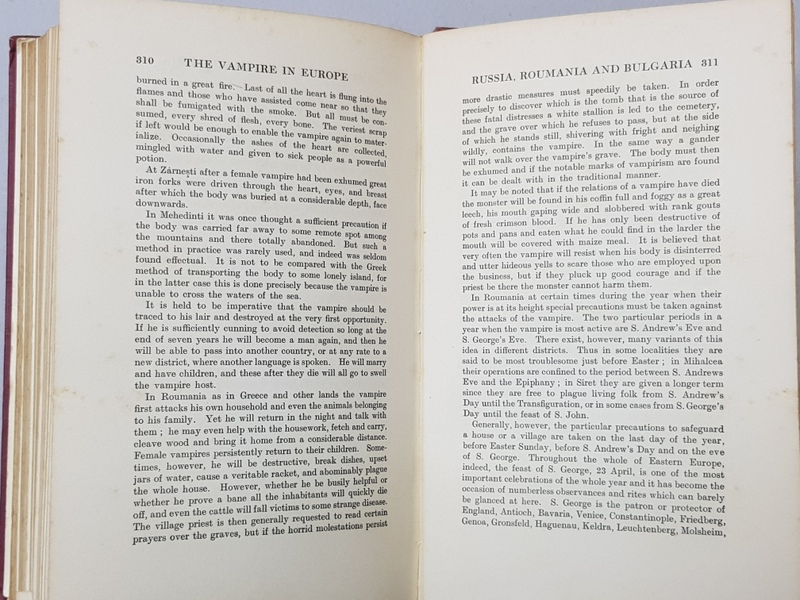 310 THE VAMPIRE IN EUROPE
burned in a great fire. Last of all the heart is flung into the
flames and those who have assisted come near so that they
shall be fumigated with the smoke. But all must be con-
sumed, every shred of flesh, every bone. The veriest scrap
if left would be enough to enable the vampire again to mater-
ialize. Occasionally the ashes of the heart are collected,
mingled with water and given to sick people as a powerful
potion.
At Zărnești after a female vampire had been exhumed great
iron forks were driven through the heart, eyes, and breast
after which the body was buried at a considerable depth, face
downwards.
In Mehedinti it was once thought a sufficient precaution if
the body was carried far away to some remote spot among
the mountains and there totally abandoned. But such a
method in practice was rarely used, and indeed was seldom
found effectual. It is not to be compared with the Greek
method of transporting the body to some lonely island, for
in the latter case this is done precisely because the vampire is
unable to cross the waters of the sea.
It is held to be imperative that the vampire should be
traced to his lair and destroyed at the very first opportunity.
If he is sufficiently cunning to avoid detection so long at the
end of seven years he will become a man again, and then he
will be able to pass into another country, or at any rate to a
new district, where another language is spoken. He will marry
and have children, and these after they die will all go to swell
the vampire host.
In Roumania as in Greece and other lands the vampire
first attacks his own household and even the animals belonging
to his family. Yet he will return in the night and talk with
them ; he may even help with the housework, fetch and carry,
cleave wood and bring it home from a considerable distance.
Female vampires persistently return to their children. Some-
times, however, he will be destructive, break dishes, upset
jars of water, cause a veritable racket, and abominably plague
the whole house. However, whether he be busily helpful or
whether he prove a bane all the inhabitants will quickly die
off, and even the cattle will fall victims to some strange disease.
The village priest is then generally requested to read certain
prayers over the graves, but if the horrid molestations persist
RUSSIA, ROUMANIA AND BULGARIA 311
more drastic measures must speedily be taken. In order
precisely to discover which is the tomb that is the source of
these fatal distresses a white stallion is led to the cemetery,
and the grave over which he refuses to pass, but at the side
of which he stands still, shivering with fright and neighing
wildly, contains the vampire. In the same way a gander
will not walk over the vampire's grave. The body must then
be exhumed and if the notable marks of vampirism are found
it can be dealt with in the traditional manner.
It may be noted that if the relations of a vampire have died
the monster will be found in his coffin full and foggy as a great
leech, his mouth gaping wide and slobbered with rank gouts
of fresh crimson blood. If he has only been destructive of
pots and pans and eaten what he could find in the larder the
mouth will be covered with maize meal. It is believed that
very often the vampire will resist when his body is disinterred
and utter hideous yells to scare those who are employed upon
the business, but if they pluck up good courage and if the
priest be there the monster cannot harm them.
In Roumania at certain times during the year when their
power is at its height special precautions must be taken against
the attacks of the vampire. The two particular periods in a
year when the vampire is most active are S. Andrew's Eve and
S. George's Eve. There exist, however, many variants of this
idea in different districts. Thus in some localities they are
said to be most troublesome just before Easter ; in Mihalcea
their operations are confined to the period between S. Andrews
Eve and the Epiphany ; in Siret they are given a longer term
since they are free to plague living folk from S. Andrew's
Day until the Transfiguration, or in some cases from S. George's
Day until the feast of S. John.
Generally, however, the particular precautions to safeguard
a house or a village are taken on the last day of the year,
before Easter Sunday, before S. Andrew's Day and on the eve
of S. George. Throughout the whole of Eastern Europe,
indeed, the feast of S. George, 23 April, is one of the most
important celebrations of the whole year and it has become the
occasion of numberless observances and rites which can barely
be glanced at here. S. George is the patron or protector of
England, Antioch, Bavaria, Venice, Constantinople, Friedberg,
Genoa, Gronsfeld, Haguenau, Keldra, Leuchtenberg, Molsheim,